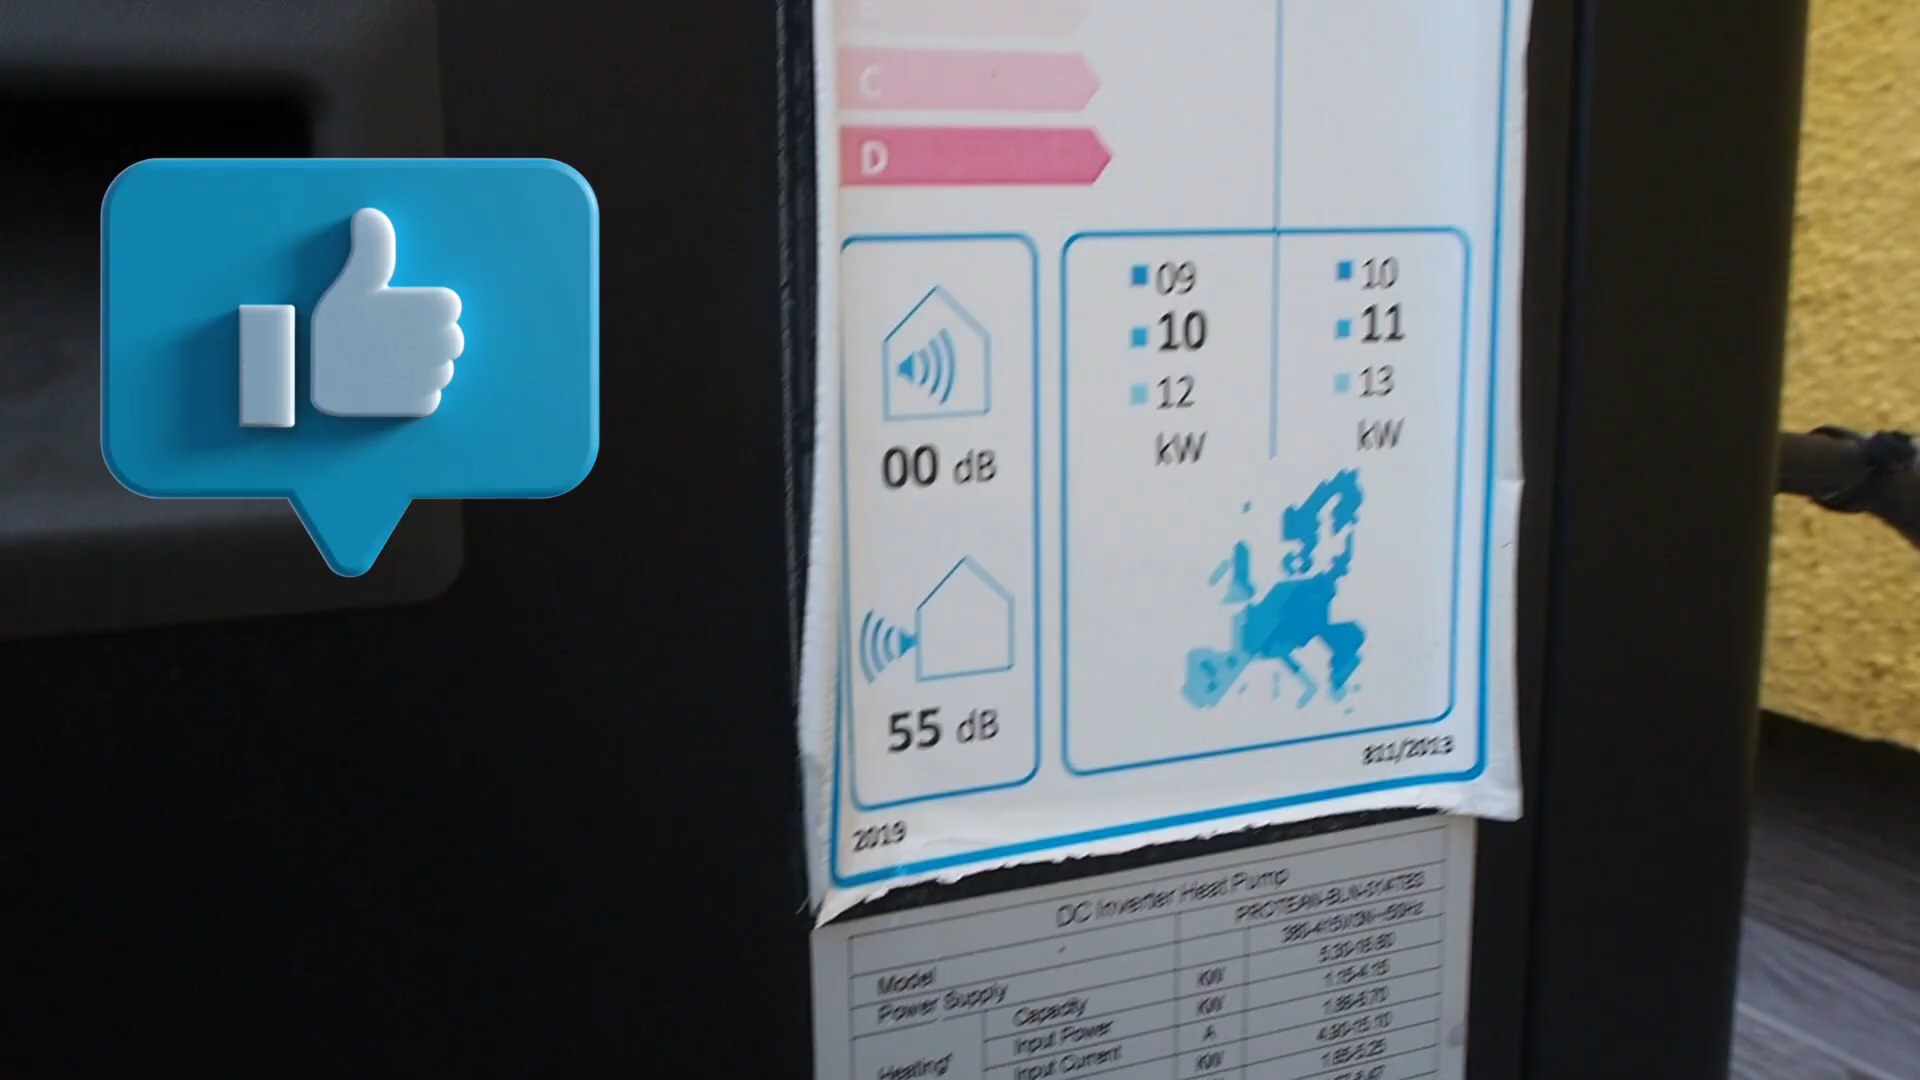 C
D
09
10
12
kW
10
11
13
kW
00 dB
55 dB
811/2013
2019
DC Inverter Heat Pump
Model
Power Supply
Heating
Capacity
KW
Input Power
KW
Input Current
A
KW